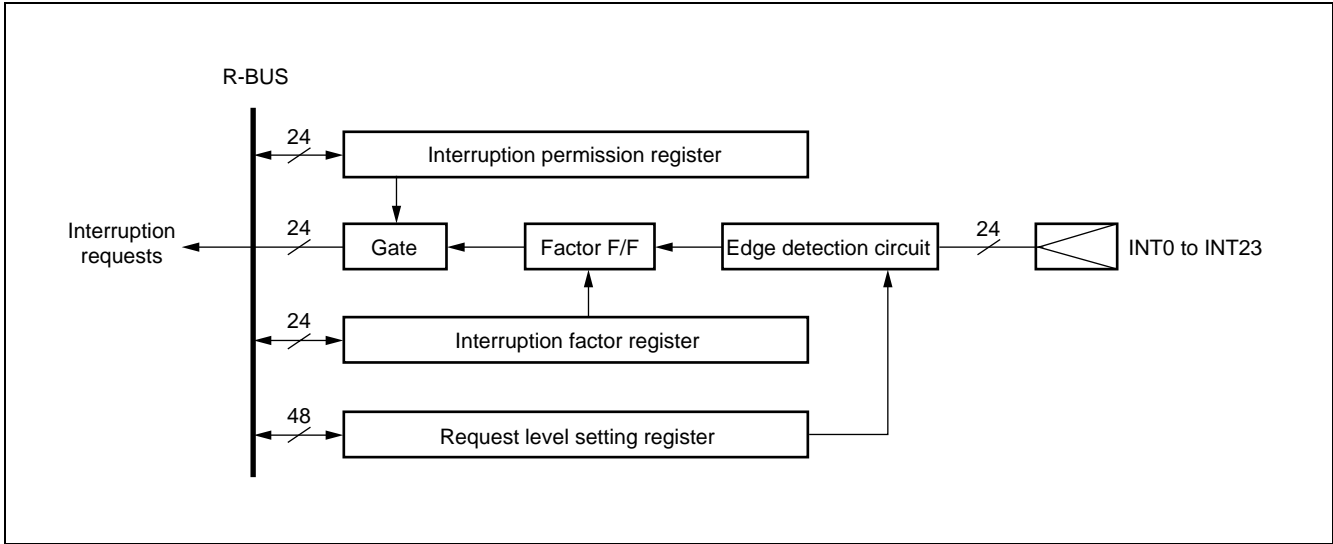 R-BUS
24
Interruption permission register
Interruption
requests
24
Gate
Factor F/F
Edge detection circuit
24
INT0 to INT23
24
Interruption factor register
48
Request level setting register